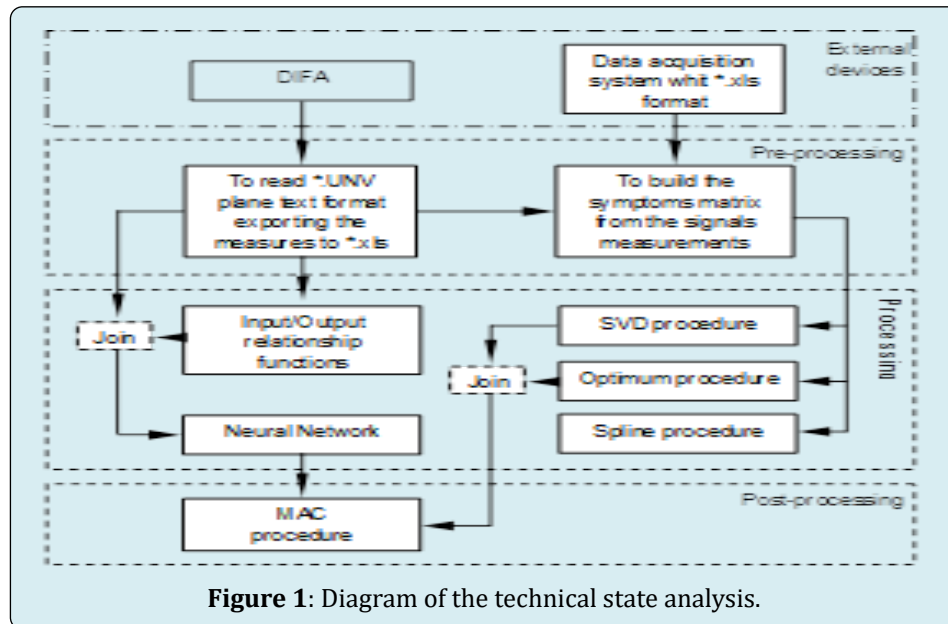 External
devices
DIFA
Data acquisition
system whit *.xls
format
Pre-processing
To read *.UNV
plane text format
exporting the
measures to *.xls
To build the
symptoms matrix
from the signals
measurements
Processing
Join
Input/Output
relationship
functions
SVD procedure
Join
Optimum procedure
Neural Network
Spline procedure
Post-processing
MAC
procedure
Figure 1: Diagram of the technical state analysis.